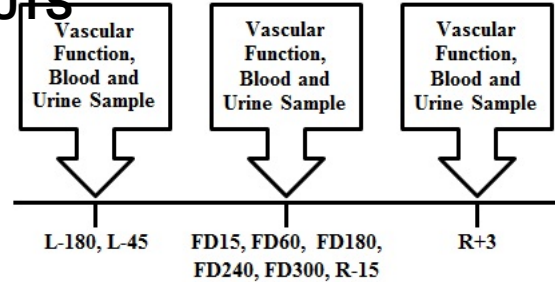 UTS
Vascular
Function,
Blood and
Urine Sample
Vascular
Function,
Blood and
Urine Sample
Vascular
Function,
Blood and
Urine Sample
L-180, L-45
FD15, FD60, FD180,
FD240, FD300, R-15
R+3